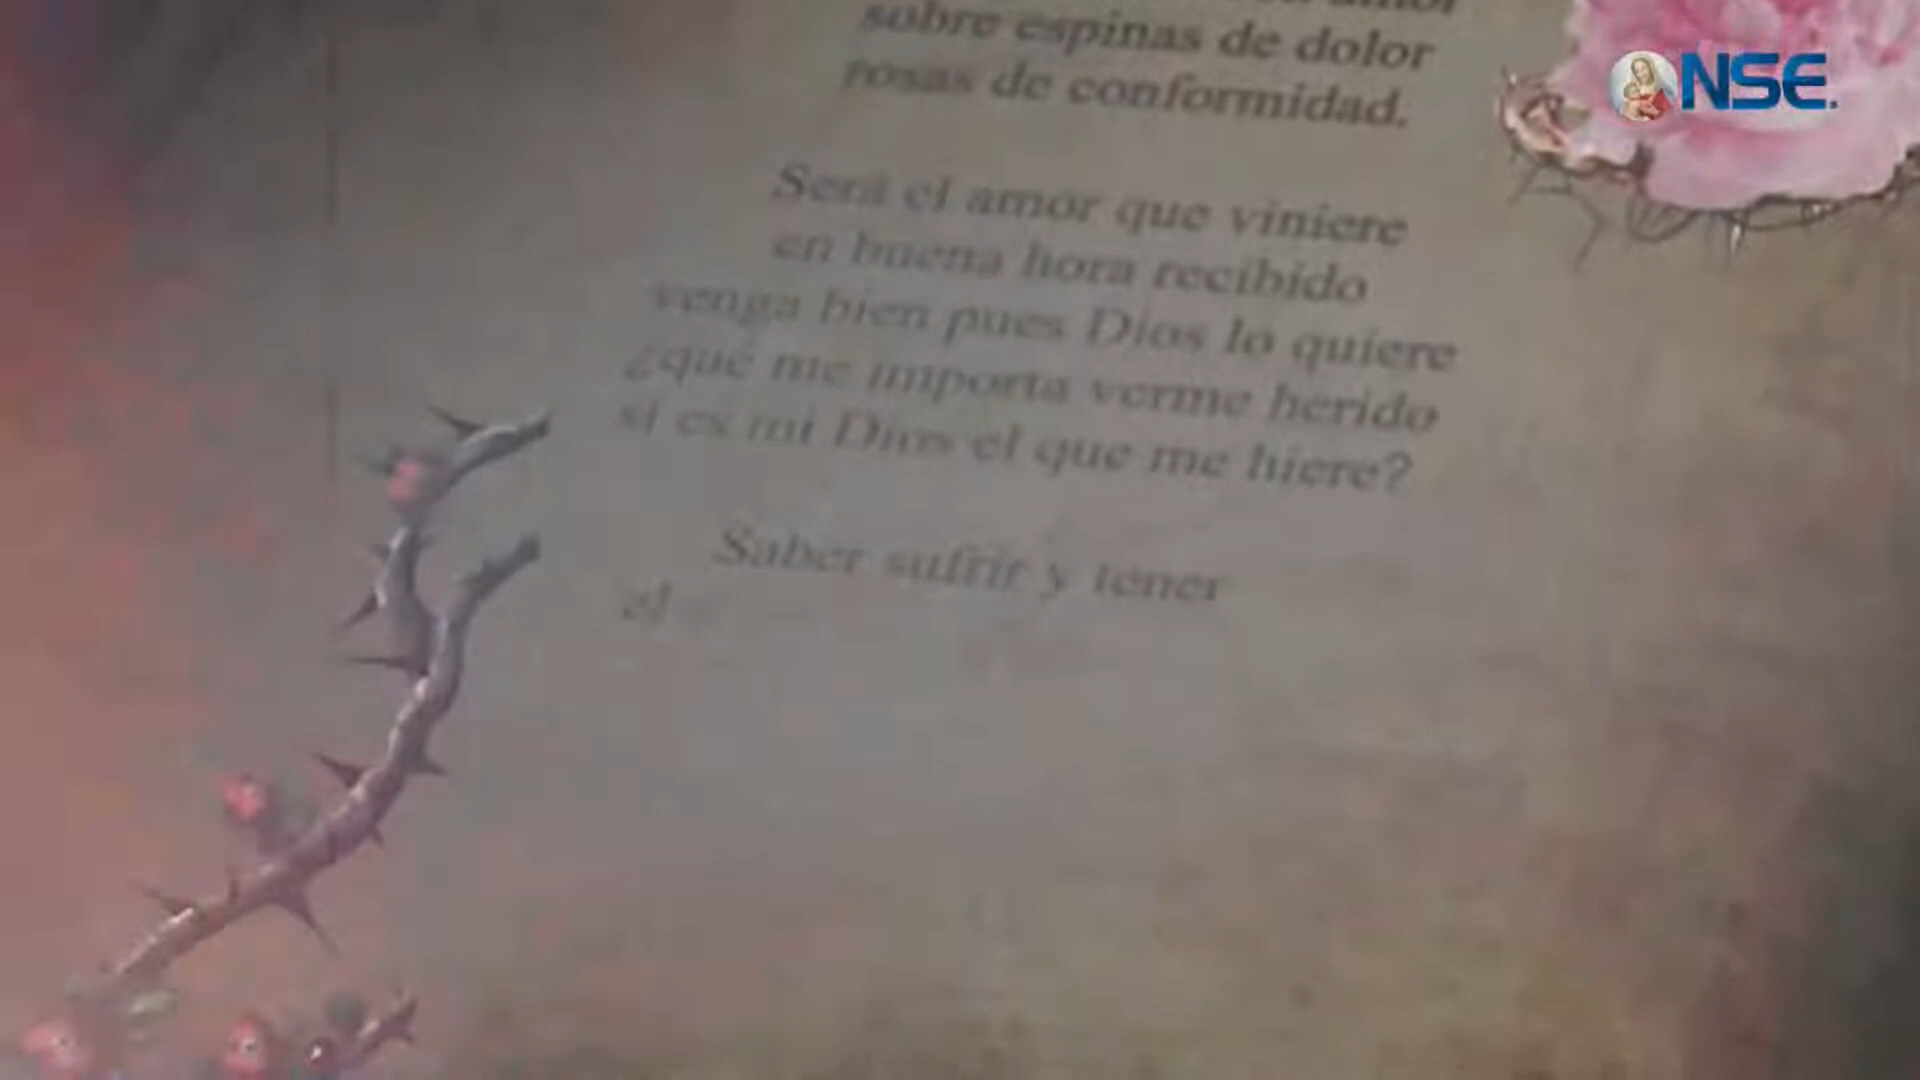 sobre espinas de dolor
rosas de conformidad.
Será el amor que viniere
en buena hora recibido
venga bien pues Dios lo quiere
¿qué me importa verme herido
si es mi Dios el que me hiere?
Saber sufrir y tener
el
NSE.